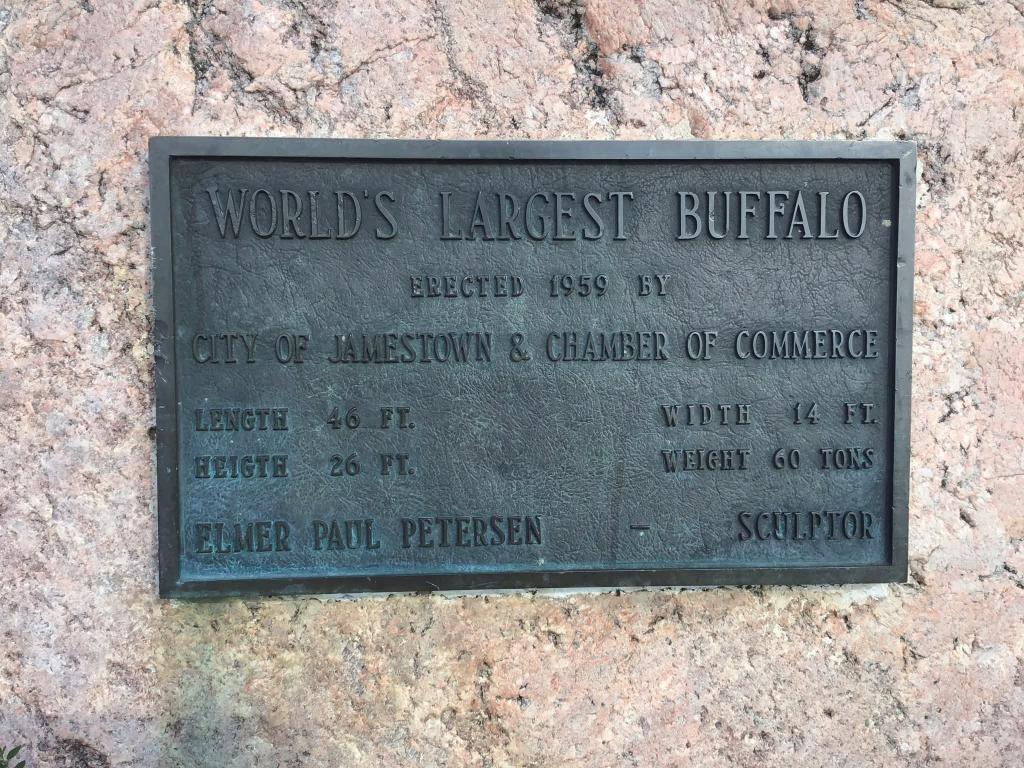 WORLD'S LARGEST BUFFALO
ERECTED 1959 BY
CITY OF JAMESTOWN & CHAMBER OF COMMERCE
LENGTH 46 FT. WIDTH 14 FT.
HEIGTH 26 FT. WEIGHT 60 TONS
ELMER PAUL PETERSEN – SCULPTOR